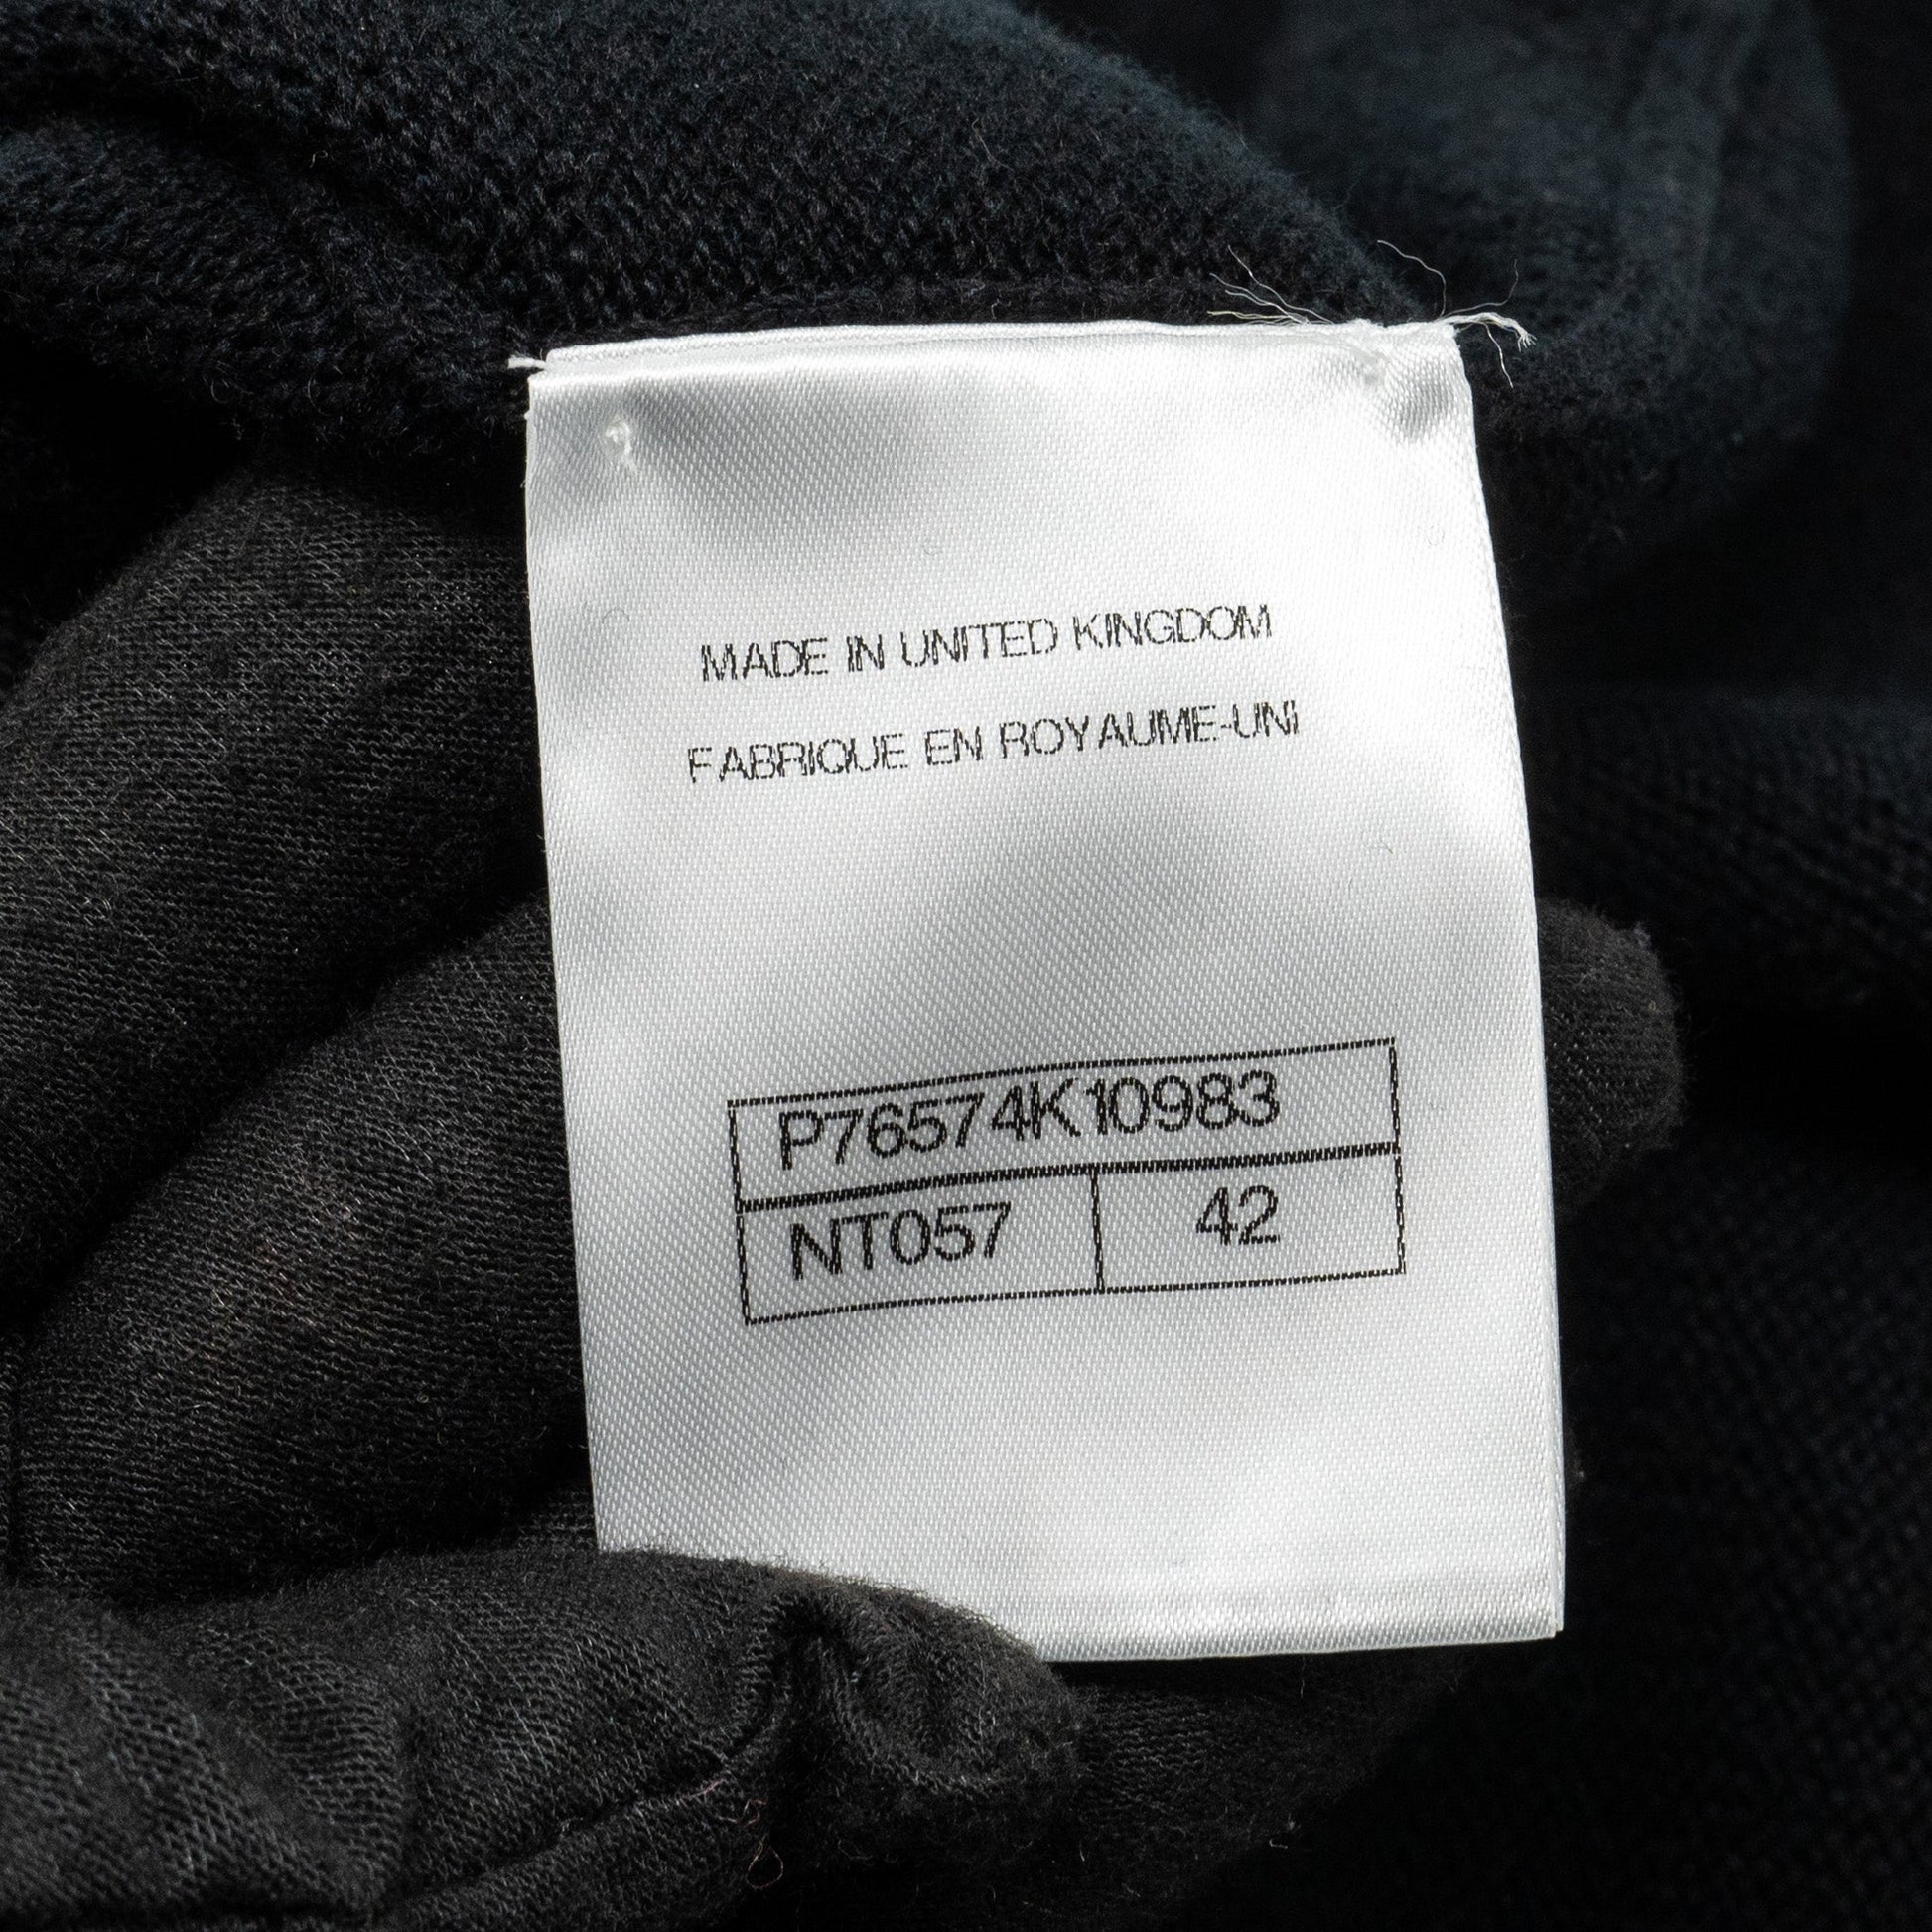 MADE IN UNITED KINGDOM
FABRIQUE EN ROYAUME-UNI
P76574K10983
NT057 42